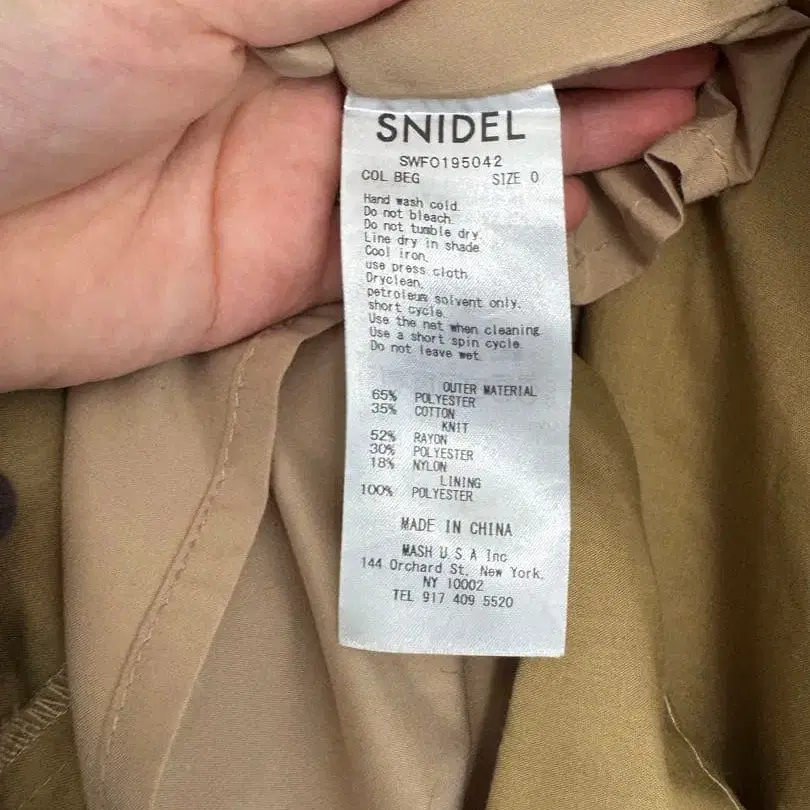 SNIDEL
SWFO195042
COL BEG SIZE 0
Hand wash cold.
Do not bleach.
Do not tumble dry.
Line dry in shade.
Cool iron.
use press cloth.
Dryclean.
petroleum solvent only.
short cycle.
Use the net when cleaning
Use a short spin cycle.
Do not leave wet.
OUTER MATERIAL
65% POLYESTER
35% COTTON
KNIT
52% RAYON
30% POLYESTER
18% NYLON
LINING
100% POLYESTER
MADE IN CHINA
MASH U.S.A Inc
144 Orchard St. New York.
NY 10002
TEL 917 409 5520